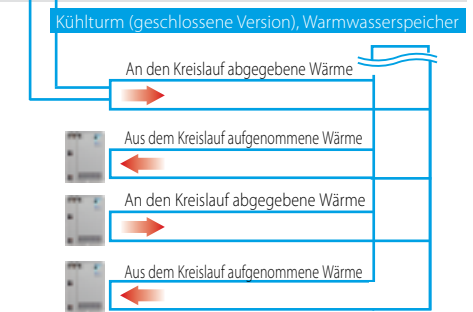 Kühlturm (geschlossene Version), Warmwasserspeicher
An den Kreislauf abgegebene Wärme
Aus dem Kreislauf aufgenommene Wärme
An den Kreislauf abgegebene Wärme
Aus dem Kreislauf aufgenommene Wärme